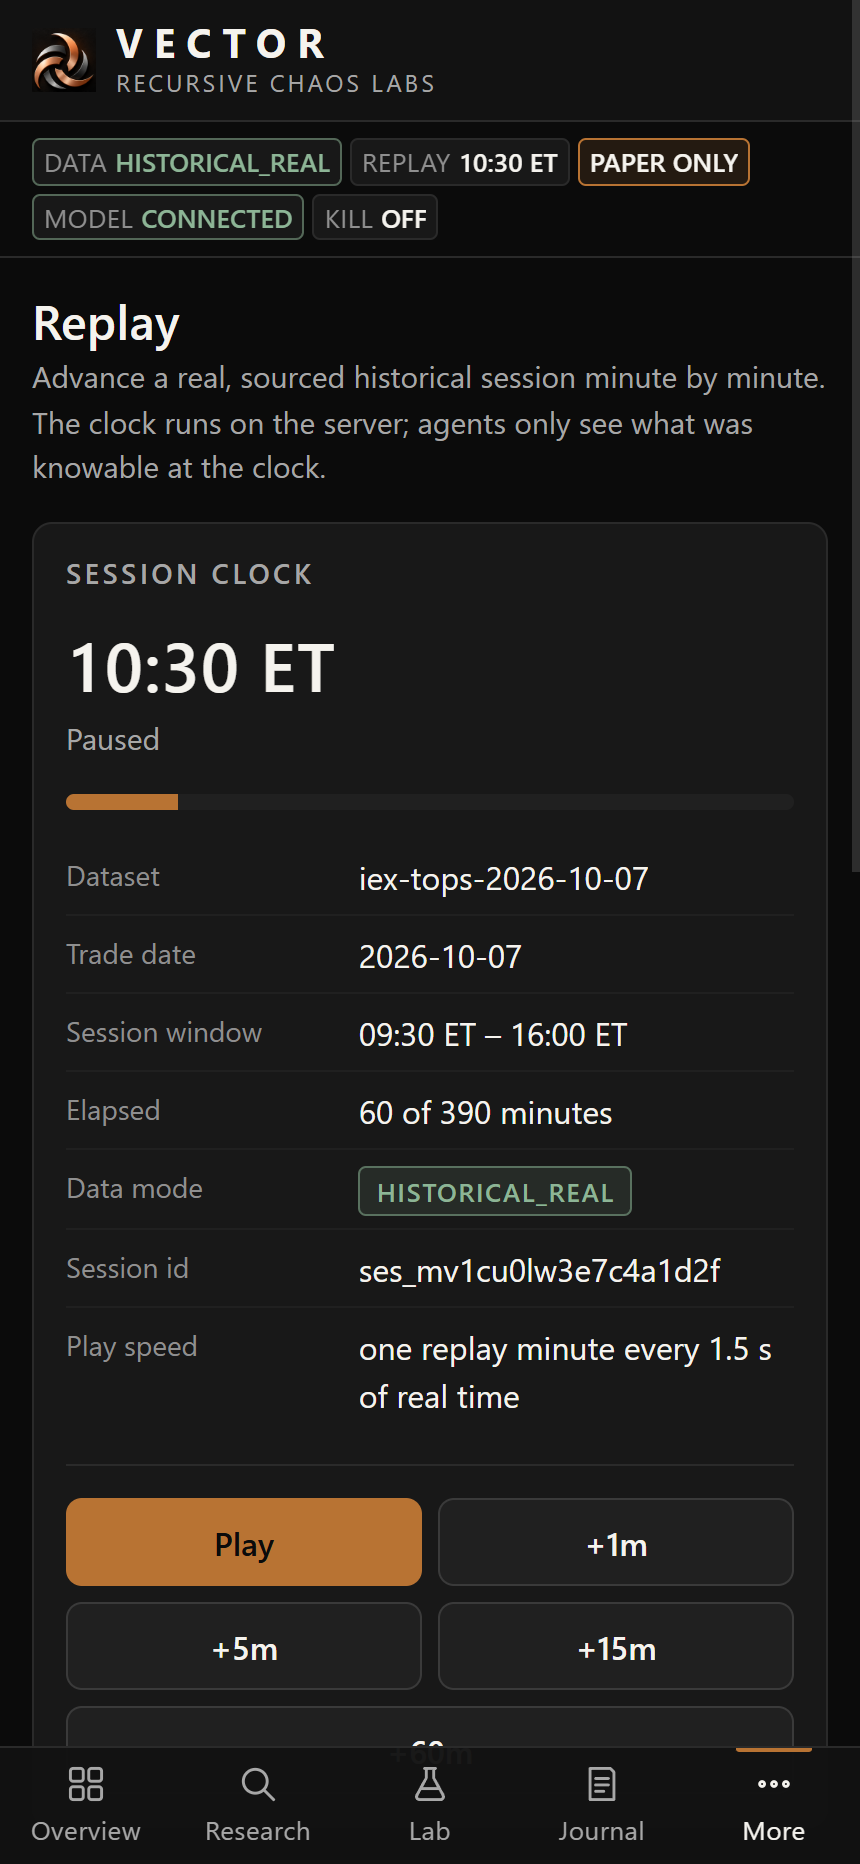 VECTOR
RECURSIVE CHAOS LABS
DATA HISTORICAL_REAL REPLAY 10:30 ET PAPER ONLY
MODEL CONNECTED KILL OFF
Replay
Advance a real, sourced historical session minute by minute.
The clock runs on the server; agents only see what was
knowable at the clock.
SESSION CLOCK
10:30 ET
Paused
Dataset iex-tops-2026-10-07
Trade date 2026-10-07
Session window 09:30 ET – 16:00 ET
Elapsed 60 of 390 minutes
Data mode HISTORICAL_REAL
Session id ses_mv1cu0lw3e7c4a1d2f
Play speed one replay minute every 1.5 s
of real time
Play +1m
+5m +15m
+60m
Overview Research Lab Journal More